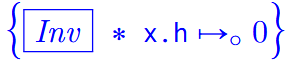 { Inv * x.h ↦∘ 0 }